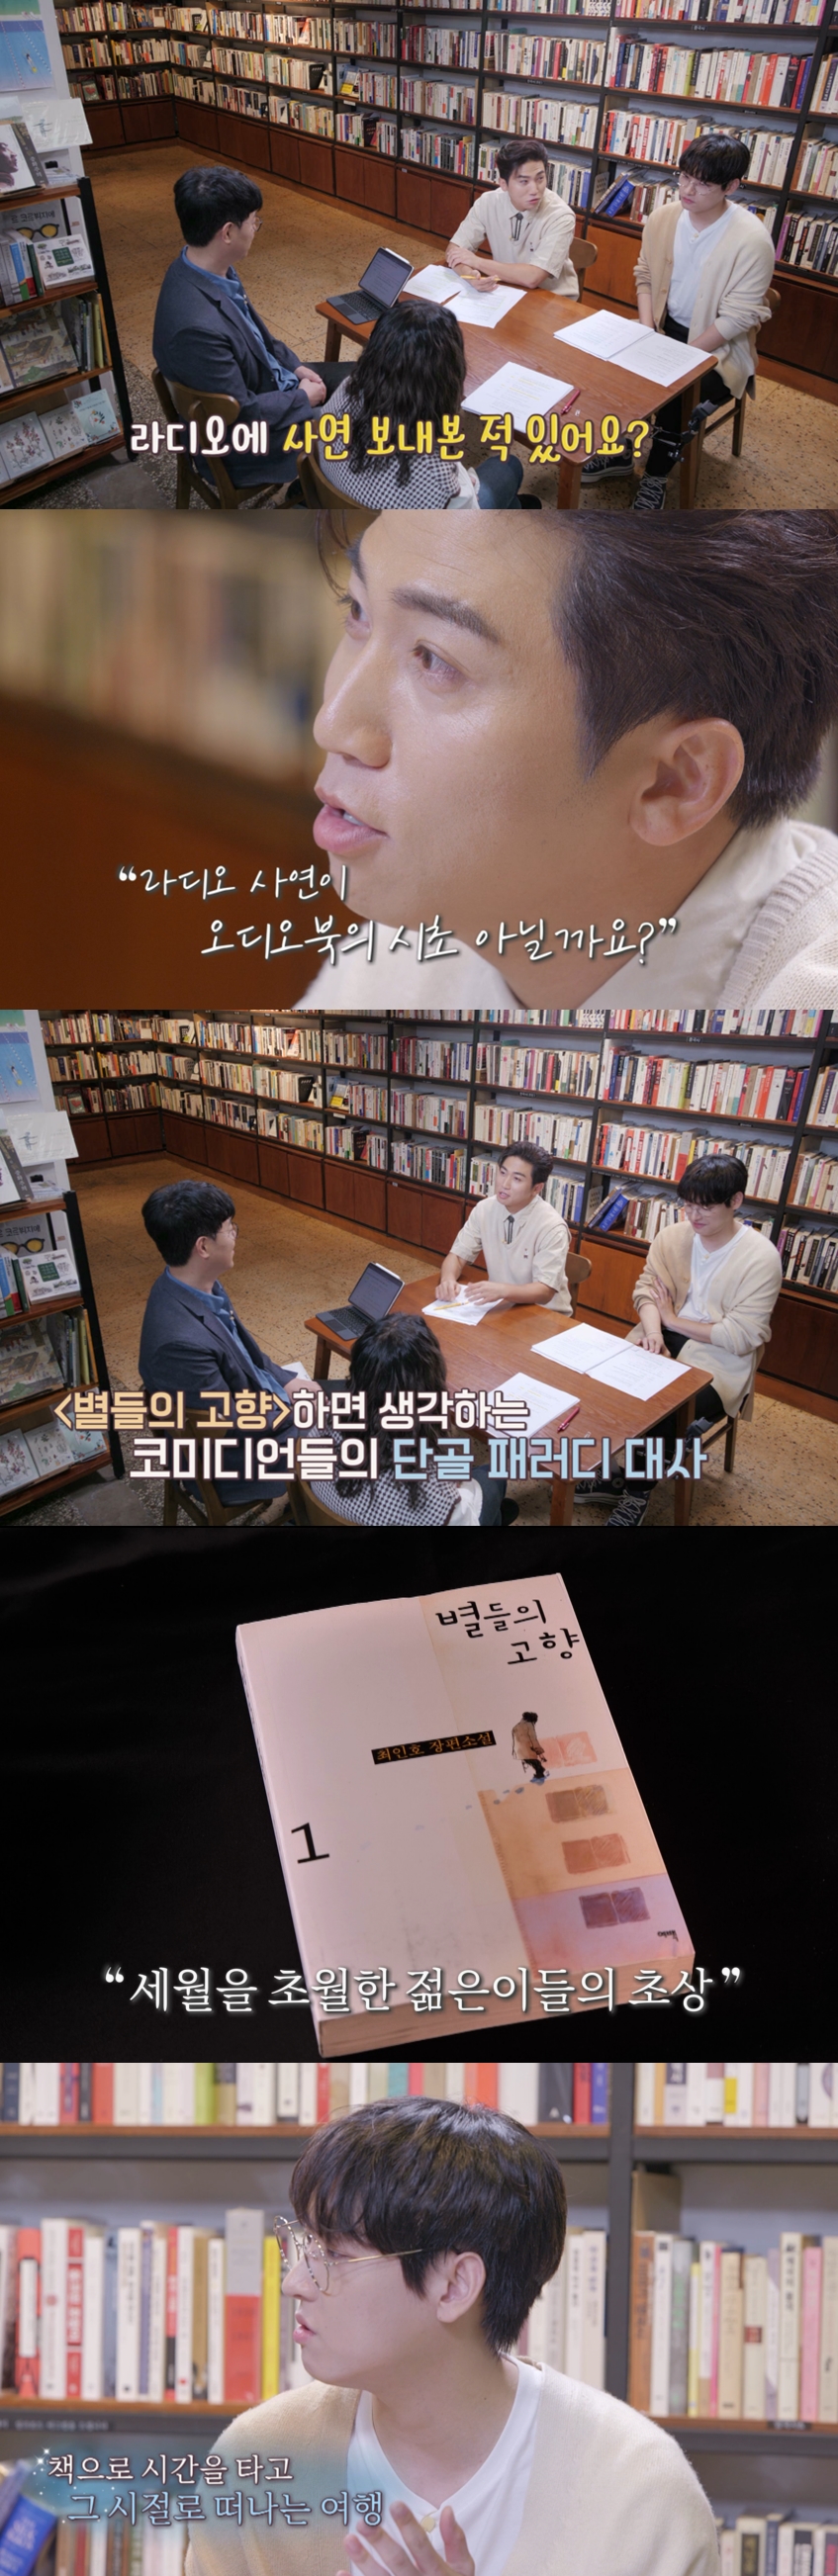 라디오에 사연 보내본 적 있어요?
“라디오 사연이
오디오북의 시초 아닐까요?”
<별들의 고향>하면 생각하는
코미디언들의 단골 패러디 대사
별들의
고향
최인호 장편소설
1
“세월을 초월한 젊은이들의 초상”
책으로 시간을 타고
그 시절로 떠나는 여행